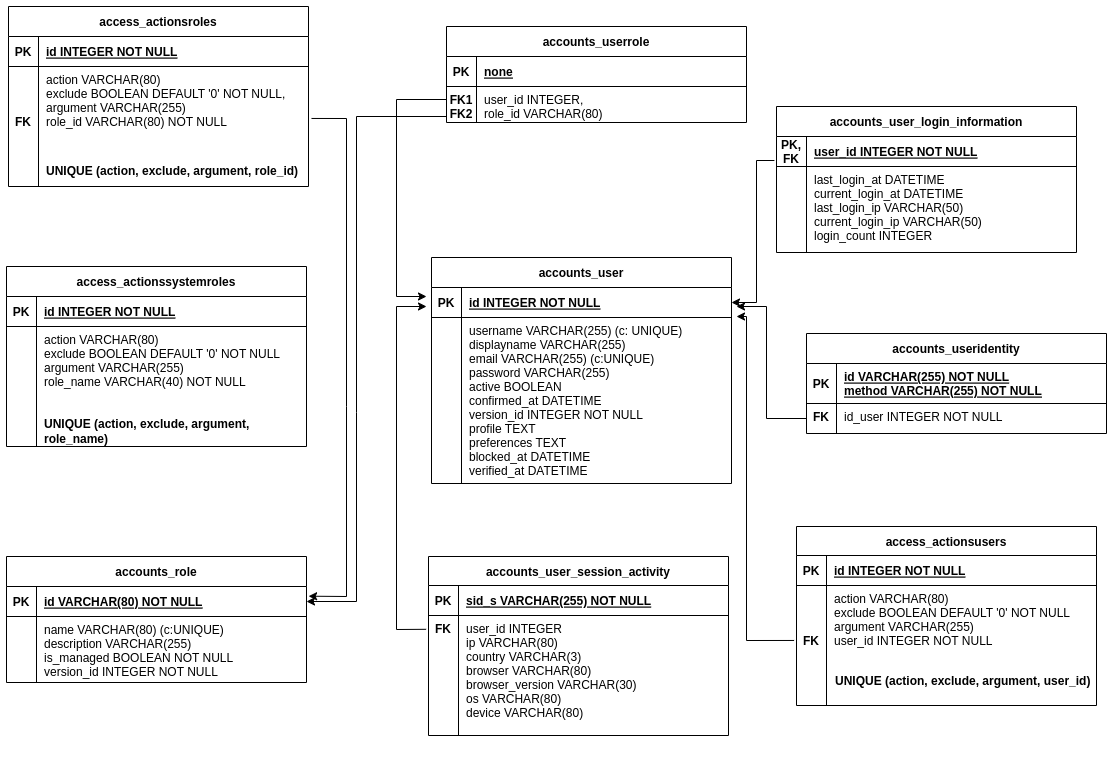 access_actionsroles
PK
id INTEGER NOT NULL
FK
action VARCHAR(80)
exclude BOOLEAN DEFAULT '0' NOT NULL,
argument VARCHAR(255)
role_id VARCHAR(80) NOT NULL
UNIQUE (action, exclude, argument, role_id)
accounts_userrole
PK
none
FK1
FK2
user_id INTEGER,
role_id VARCHAR(80)
accounts_user_login_information
PK,
FK
user_id INTEGER NOT NULL
last_login_at DATETIME
current_login_at DATETIME
last_login_ip VARCHAR(50)
current_login_ip VARCHAR(50)
login_count INTEGER
access_actionssystemroles
PK
id INTEGER NOT NULL
action VARCHAR(80)
exclude BOOLEAN DEFAULT '0' NOT NULL
argument VARCHAR(255)
role_name VARCHAR(40) NOT NULL
UNIQUE (action, exclude, argument,
role_name)
accounts_user
PK
id INTEGER NOT NULL
username VARCHAR(255) (c: UNIQUE)
displayname VARCHAR(255)
email VARCHAR(255) (c:UNIQUE)
password VARCHAR(255)
active BOOLEAN
confirmed_at DATETIME
version_id INTEGER NOT NULL
profile TEXT
preferences TEXT
blocked_at DATETIME
verified_at DATETIME
accounts_useridentity
PK
id VARCHAR(255) NOT NULL
method VARCHAR(255) NOT NULL
FK
id_user INTEGER NOT NULL
accounts_role
PK
id VARCHAR(80) NOT NULL
name VARCHAR(80) (c:UNIQUE)
description VARCHAR(255)
is_managed BOOLEAN NOT NULL
version_id INTEGER NOT NULL
accounts_user_session_activity
PK
sid_s VARCHAR(255) NOT NULL
FK
user_id INTEGER
ip VARCHAR(80)
country VARCHAR(3)
browser VARCHAR(80)
browser_version VARCHAR(30)
os VARCHAR(80)
device VARCHAR(80)
access_actionsusers
PK
id INTEGER NOT NULL
FK
action VARCHAR(80)
exclude BOOLEAN DEFAULT '0' NOT NULL
argument VARCHAR(255)
user_id INTEGER NOT NULL
UNIQUE (action, exclude, argument, user_id)